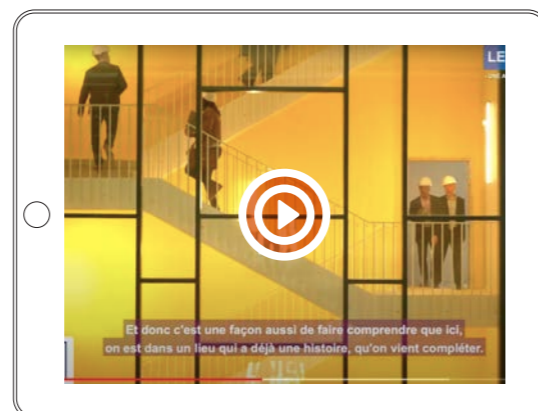 LE
Et donc c'est une façon aussi de faire comprendre que ici,
on est dans un lieu qui a déjà une histoire, qu'on vient compléter.